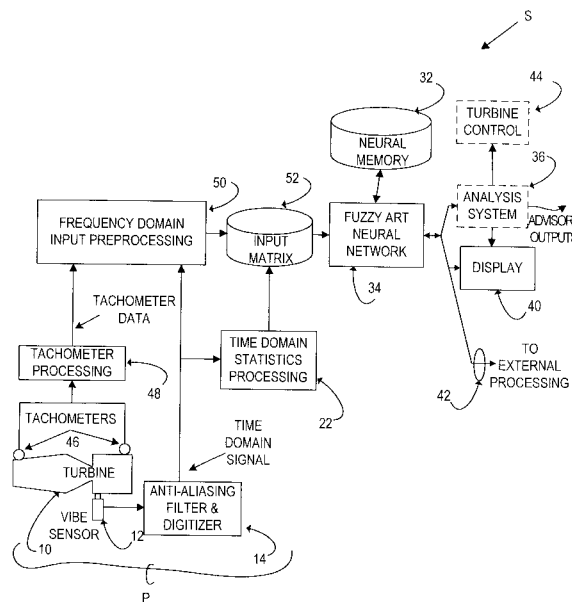 S
32
44
NEURAL
MEMORY
TURBINE
CONTROL
36
50
52
FREQUENCY DOMAIN
INPUT PREPROCESSING
INPUT
MATRIX
FUZZY ART
NEURAL
NETWORK
ANALYSIS
SYSTEM
ADVISORY
OUTPUTS
DISPLAY
34
40
TACHOMETER
DATA
TACHOMETER
PROCESSING
48
TIME DOMAIN
STATISTICS
PROCESSING
22
TO
EXTERNAL
PROCESSING
42
TACHOMETERS
46
TURBINE
TIME
DOMAIN
SIGNAL
ANTI-ALIASING
FILTER &
DIGITIZER
VIBE
SENSOR
10
12
14
P